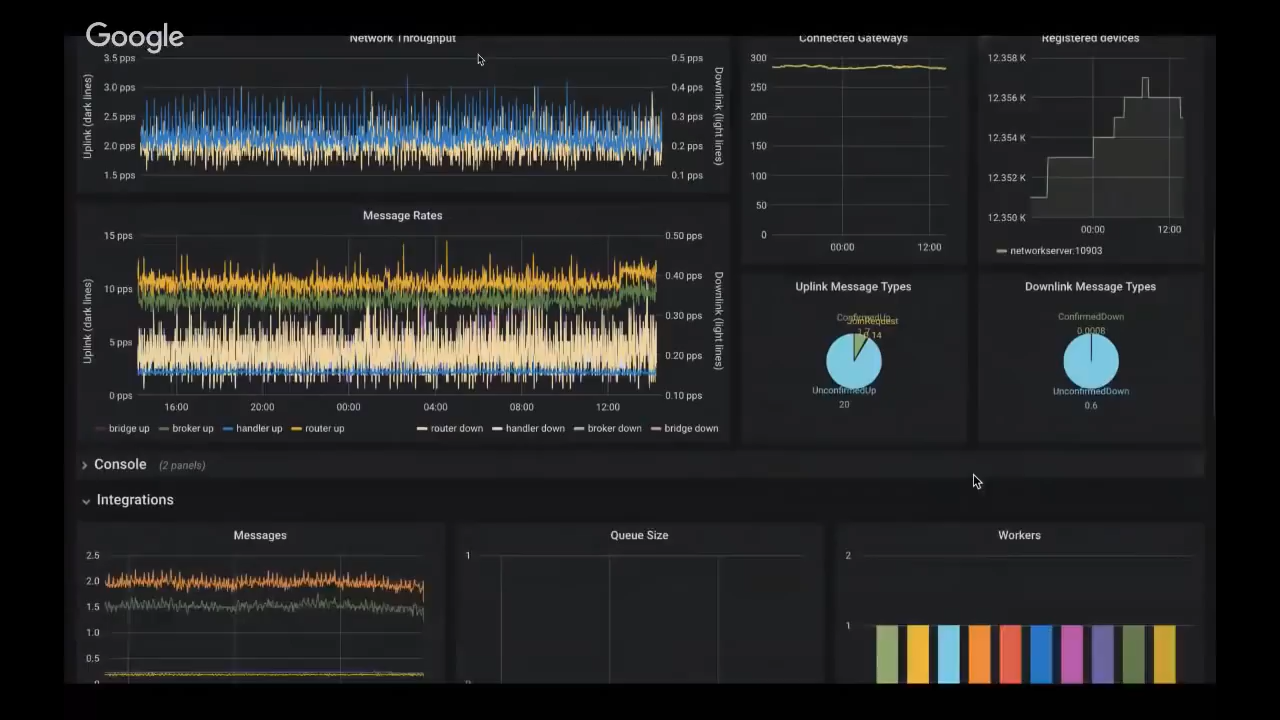 Google
Network Throughput
3.5 pps
3.0 pps
2.5 pps
2.0 pps
1.5 pps
Uplink (dark lines)
0.5 pps
0.4 pps
0.3 pps
0.2 pps
0.1 pps
Downlink (light lines)
Connected Gateways
300
250
200
150
100
50
0
00:00 12:00
Registered devices
12.358 K
12.356 K
12.354 K
12.352 K
12.350 K
00:00 12:00
networkserver:10903
Message Rates
15 pps
10 pps
5 pps
0 pps
Uplink (dark lines)
0.50 pps
0.40 pps
0.30 pps
0.20 pps
0.10 pps
Downlink (light lines)
16:00 20:00 00:00 04:00 08:00 12:00
bridge up broker up handler up router up router down handler down broker down bridge down
Uplink Message Types
ConfirmedUp
JoinRequest
1.7
0.14
UnconfirmedUp
20
Downlink Message Types
ConfirmedDown
0.0008
UnconfirmedDown
0.6
Console (2 panels)
Integrations
Messages
2.5
2.0
1.5
1.0
0.5
Queue Size
1
Workers
2
1